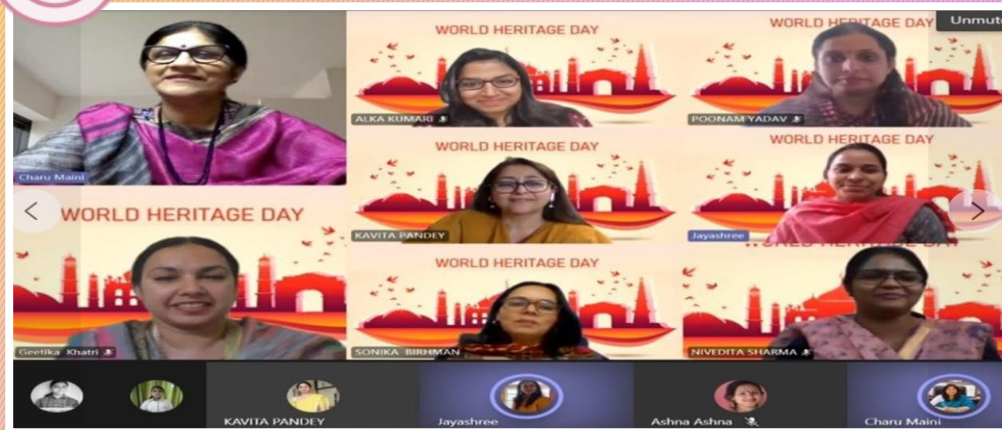 WORLD HERITAGE DAY
WORLD HERITAGE DAY
Unmut
ALKA KUMARI
POONAM YADAV
WORLD HERITAGE DAY
WORLD HERITAGE DAY
Charu Maini
KAVITA PANDEY
Jayashree
WORLD HERITAGE DAY
WORLD HERITAGE DAY
WORLD HERITAGE DAY
Geetika Khatri
SONIKA BIRHMAN
NIVEDITA SHARMA
KAVITA PANDEY
Jayashree
Ashna Ashna
Charu Maini